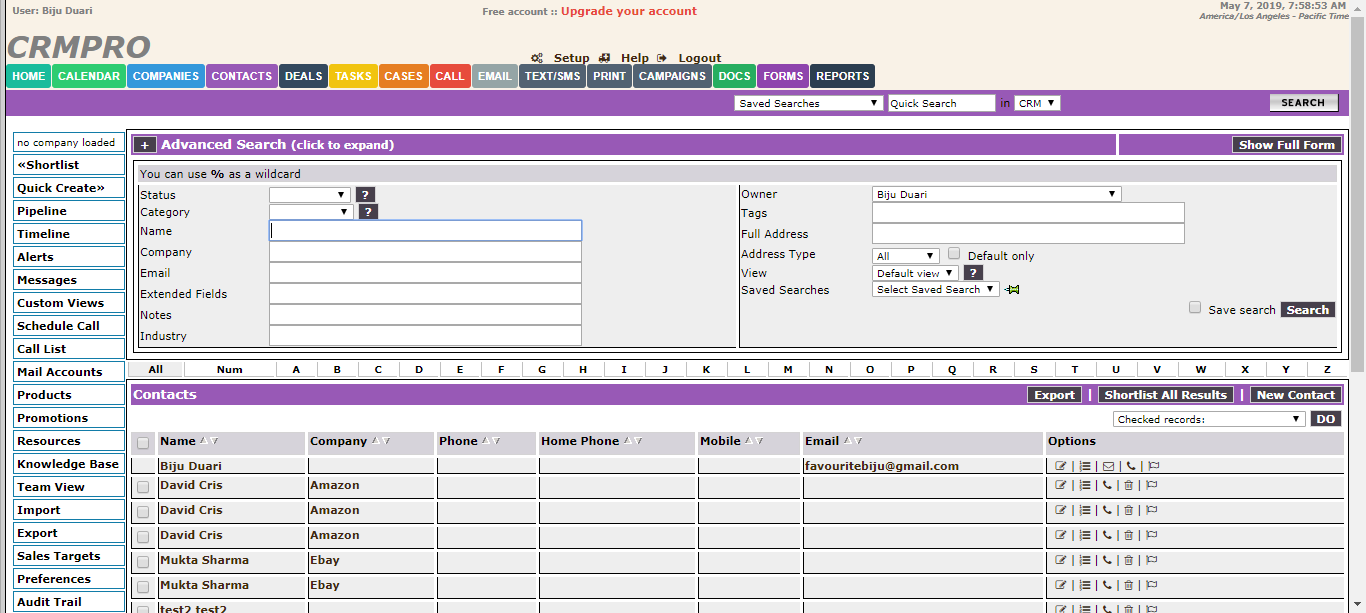 User: Biju Duari
Free account :: Upgrade your account
May 7, 2019, 7:58:53 AM
America/Los Angeles - Pacific Time
CRMPRO
Setup Help Logout
HOME CALENDAR COMPANIES CONTACTS DEALS TASKS CASES CALL EMAIL TEXT/SMS PRINT CAMPAIGNS DOCS FORMS REPORTS
Saved Searches Quick Search in CRM SEARCH
no company loaded
«Shortlist
Quick Create»
Pipeline
Timeline
Alerts
Messages
Custom Views
Schedule Call
Call List
Mail Accounts
Products
Promotions
Resources
Knowledge Base
Team View
Import
Export
Sales Targets
Preferences
Audit Trail
+ Advanced Search (click to expand) Show Full Form
You can use % as a wildcard
Status ?
Category ?
Name
Company
Email
Extended Fields
Notes
Industry
Owner Biju Duari
Tags
Full Address
Address Type All Default only
View Default view ?
Saved Searches Select Saved Search
Save search Search
All Num A B C D E F G H I J K L M N O P Q R S T U V W X Y Z
Contacts Export | Shortlist All Results | New Contact
Checked records: DO
Name Company Phone Home Phone Mobile Email Options
Biju Duari favouritebiju@gmail.com
David Cris Amazon
David Cris Amazon
David Cris Amazon
Mukta Sharma Ebay
Mukta Sharma Ebay
test2 test2